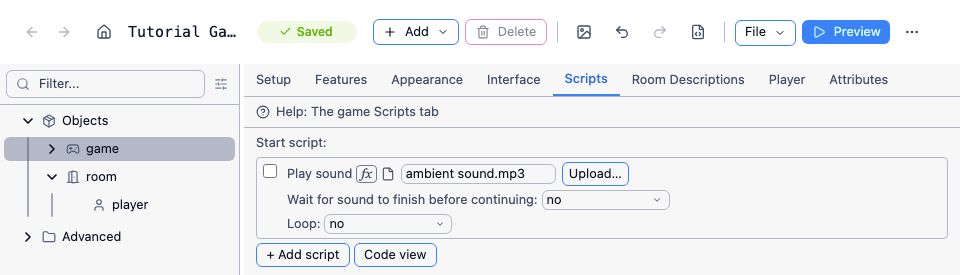 Tutorial Ga… Saved Add Delete File Preview
Filter... Setup Features Appearance Interface Scripts Room Descriptions Player Attributes
Help: The game Scripts tab
Objects
game
room
player
Advanced
Start script:
Play sound fx ambient sound.mp3 Upload...
Wait for sound to finish before continuing: no
Loop: no
+ Add script Code view